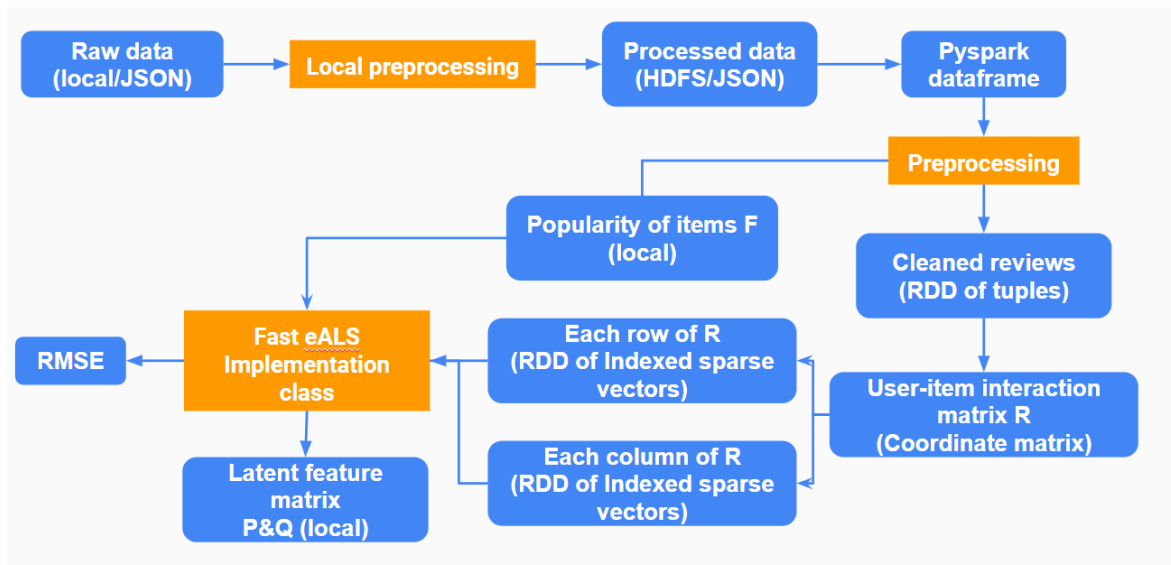 Raw data
(local/JSON)
Local preprocessing
Processed data
(HDFS/JSON)
Pyspark
dataframe
Preprocessing
Popularity of items F
(local)
Cleaned reviews
(RDD of tuples)
Fast eALS
Implementation
class
RMSE
Each row of R
(RDD of Indexed sparse
vectors)
User-item interaction
matrix R
(Coordinate matrix)
Each column of R
(RDD of Indexed sparse
vectors)
Latent feature
matrix
P&Q (local)